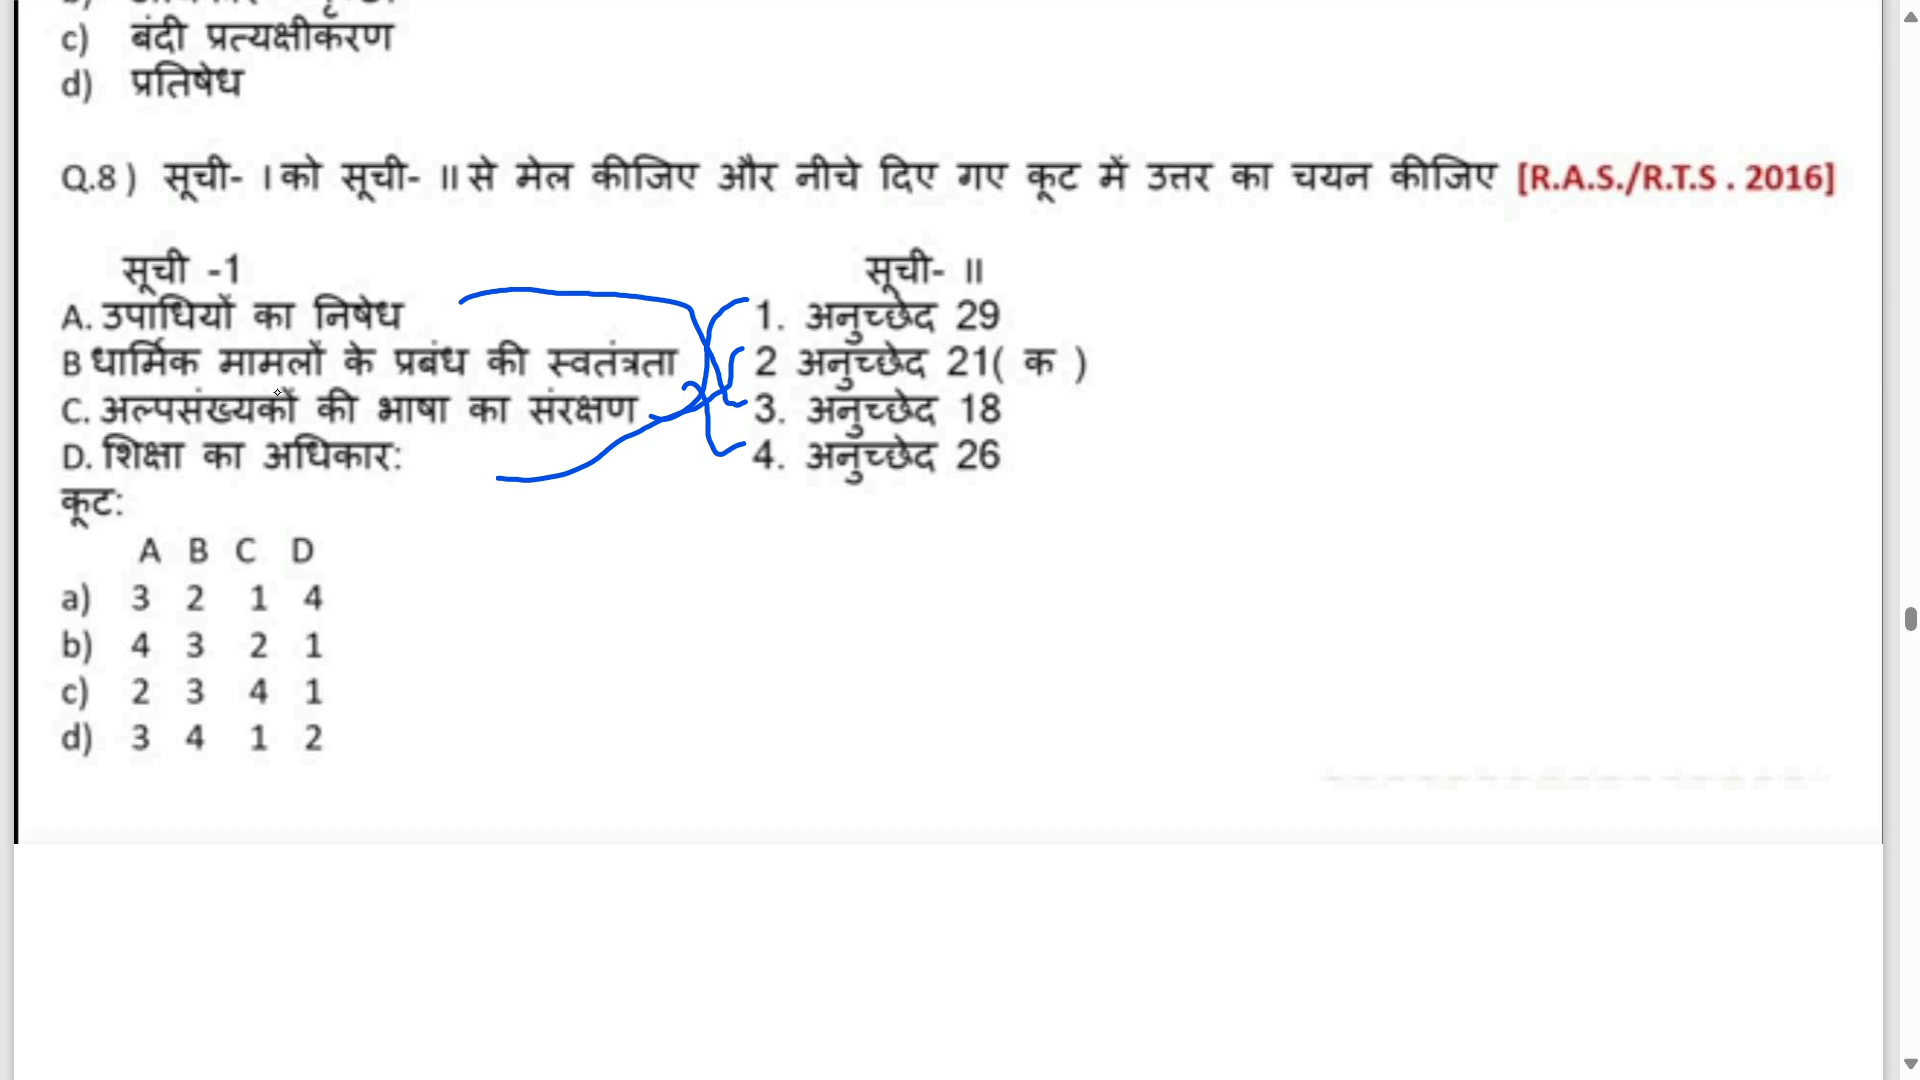 c) बंदी प्रत्यक्षीकरण
d) प्रतिषेध
Q.8 ) सूची- I को सूची- II से मेल कीजिए और नीचे दिए गए कूट में उत्तर का चयन कीजिए [R.A.S./R.T.S . 2016]
सूची -1 सूची- II
A. उपाधियों का निषेध 1. अनुच्छेद 29
B धार्मिक मामलों के प्रबंध की स्वतंत्रता 2 अनुच्छेद 21( क )
C. अल्पसंख्यकों की भाषा का संरक्षण 3. अनुच्छेद 18
D. शिक्षा का अधिकार: 4. अनुच्छेद 26
कूट:
A B C D
a) 3 2 1 4
b) 4 3 2 1
c) 2 3 4 1
d) 3 4 1 2